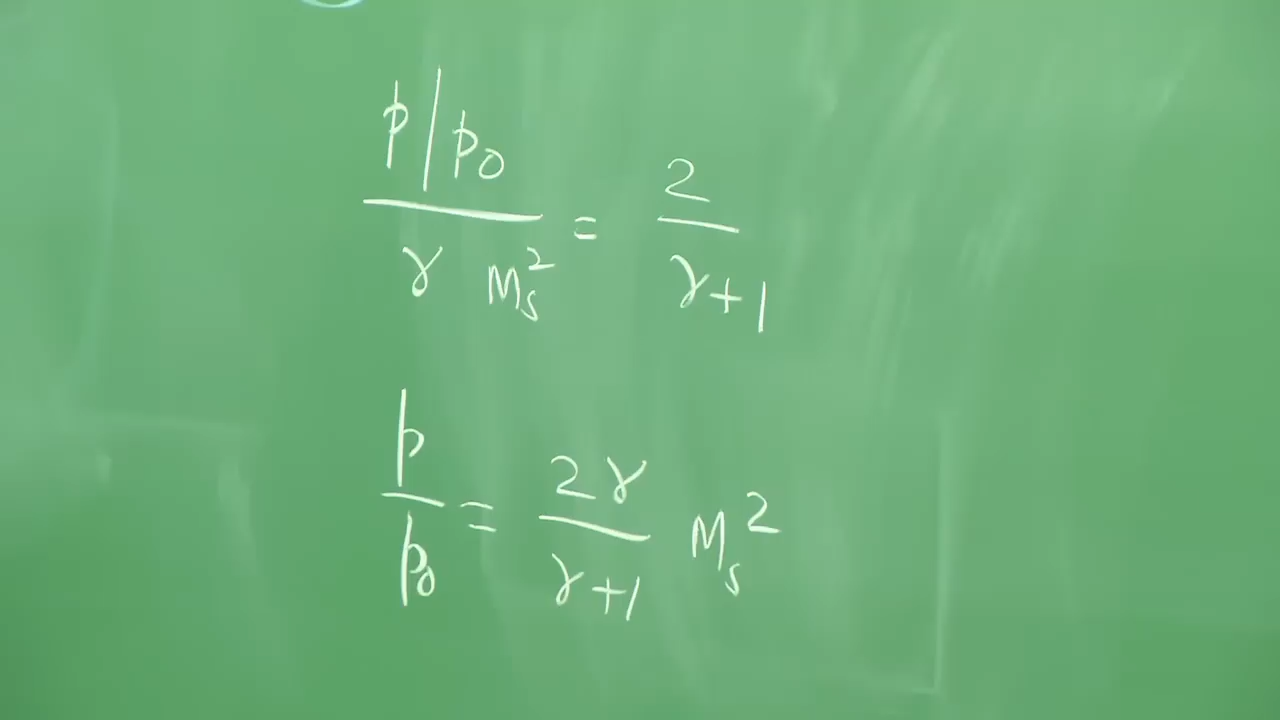 p/p₀ / γ Mₛ² = 2 / γ+1
p / p₀ = 2γ / γ+1 Mₛ²